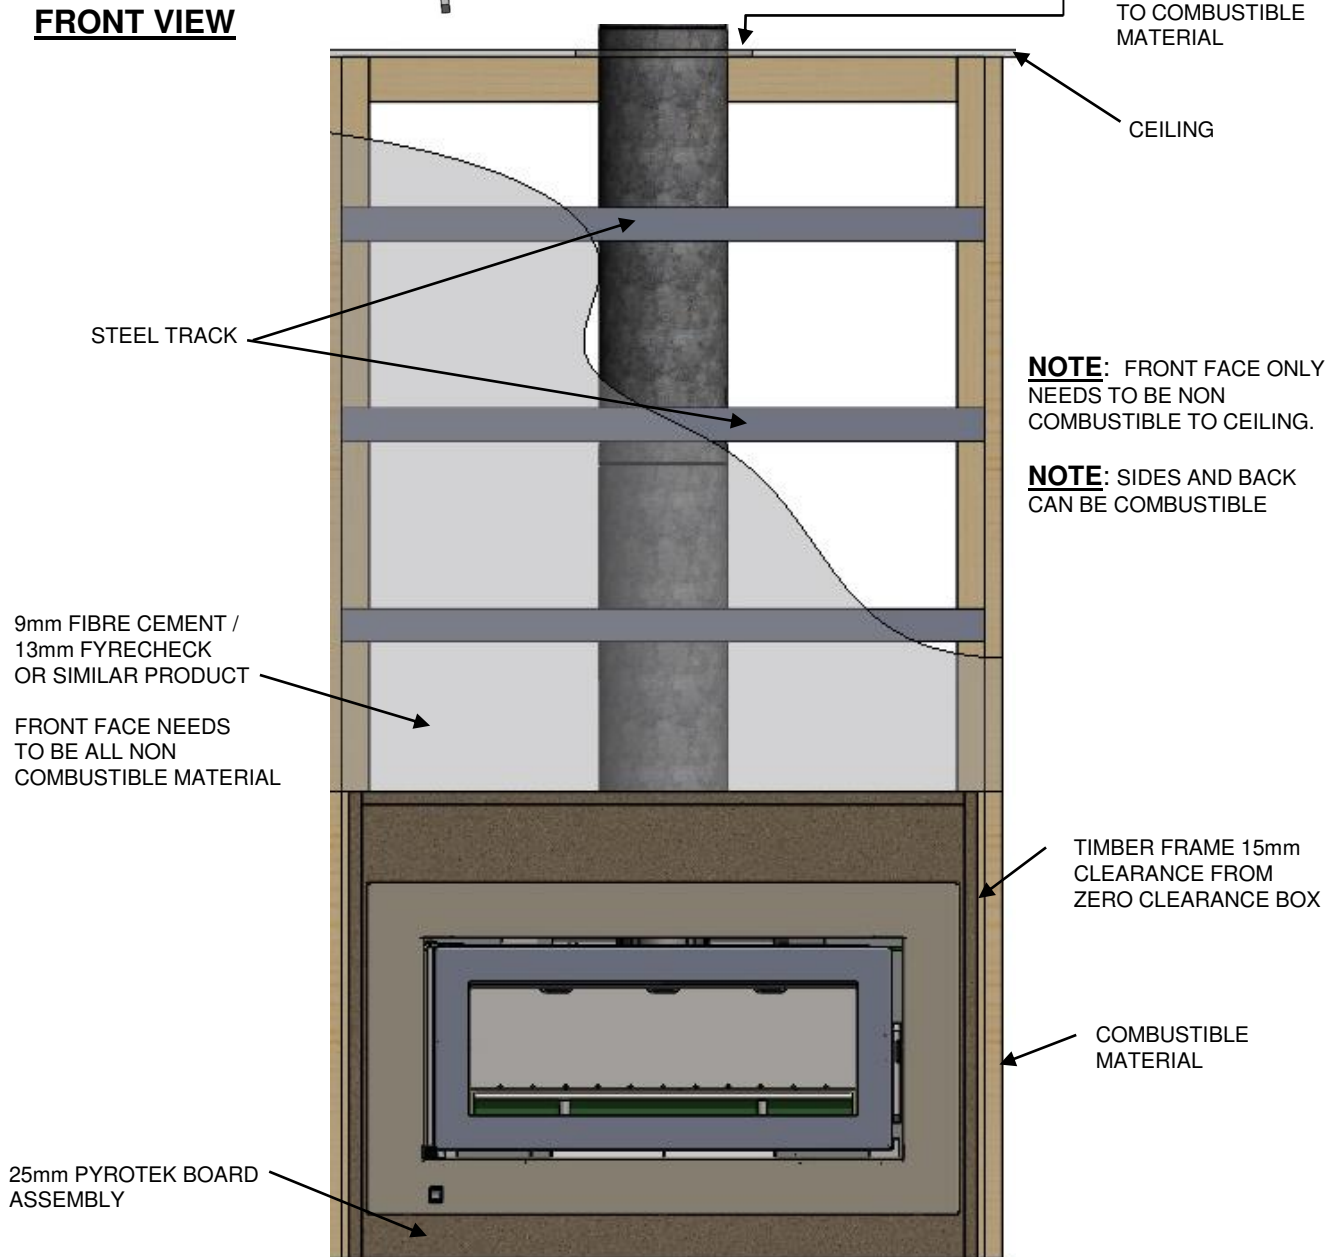 FRONT VIEW
TO COMBUSTIBLE
MATERIAL
CEILING
STEEL TRACK
NOTE: FRONT FACE ONLY
NEEDS TO BE NON
COMBUSTIBLE TO CEILING.
NOTE: SIDES AND BACK
CAN BE COMBUSTIBLE
9mm FIBRE CEMENT /
13mm FYRECHECK
OR SIMILAR PRODUCT
FRONT FACE NEEDS
TO BE ALL NON
COMBUSTIBLE MATERIAL
TIMBER FRAME 15mm
CLEARANCE FROM
ZERO CLEARANCE BOX
COMBUSTIBLE
MATERIAL
25mm PYROTEK BOARD
ASSEMBLY